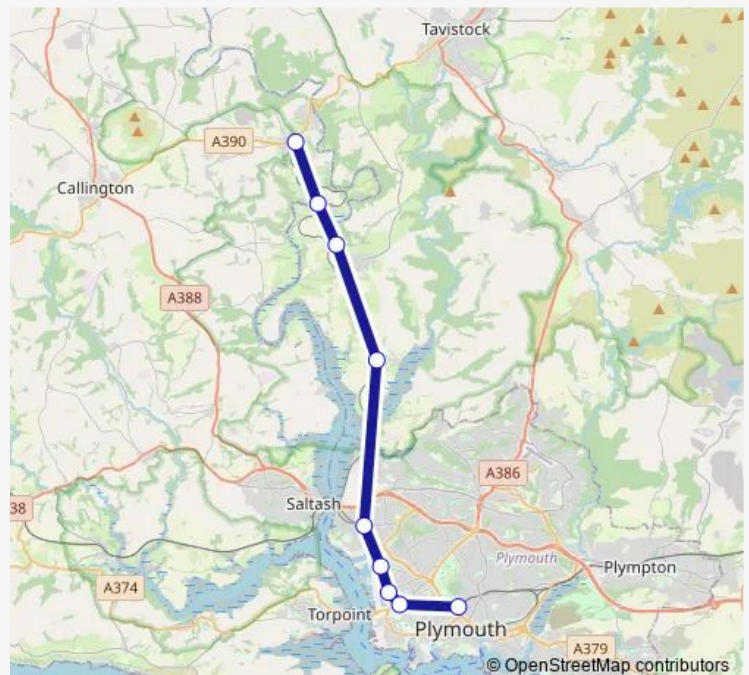 Tavistock
A390
Callington
A388
A386
Saltash
38
Plymouth
Plympton
A374
Torpoint
Plymouth
A379
© OpenStreetMap contributors